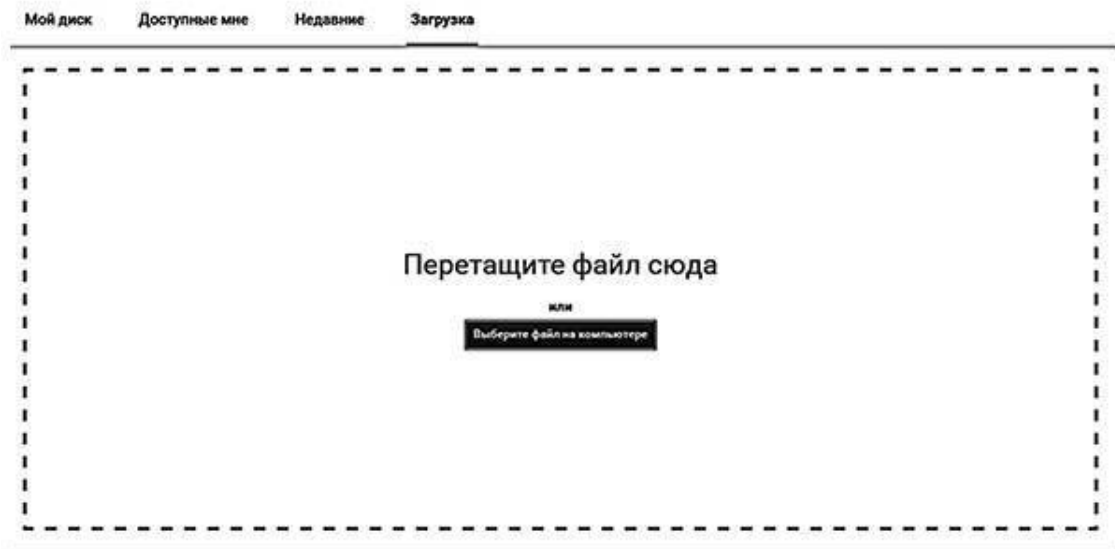 Мой диск Доступные мне Недавние Загрузка
Перетащите файл сюда
или
Выберите файл на компьютере